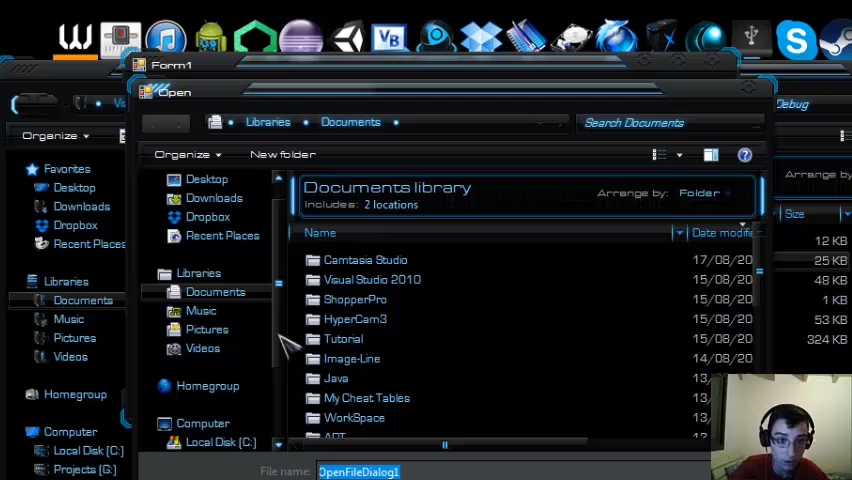 W
VB
S
Form1
Open
Vi
Debug
Libraries
Documents
Search Documents
Organize
Organize
New folder
Arrange by:
Favorites
Desktop
Downloads
Dropbox
Recent Places
Libraries
Documents
Music
Pictures
Videos
Homegroup
Computer
Local Disk (C:)
Projects (G:)
Desktop
Downloads
Dropbox
Recent Places
Libraries
Documents
Music
Pictures
Videos
Homegroup
Computer
Local Disk (C:)
Documents library
Includes: 2 locations
Arrange by: Folder
Name
Date modifie
Camtasia Studio 17/08/20
Visual Studio 2010 15/08/20
ShopperPro 15/08/20
HyperCam3 15/08/20
Tutorial 15/08/20
Image-Line 14/08/20
Java 13/
My Cheat Tables 13/
WorkSpace 13/
File name: OpenFileDialog1
Size
12 KB
25 KB
48 KB
1 KB
53 KB
324 KB